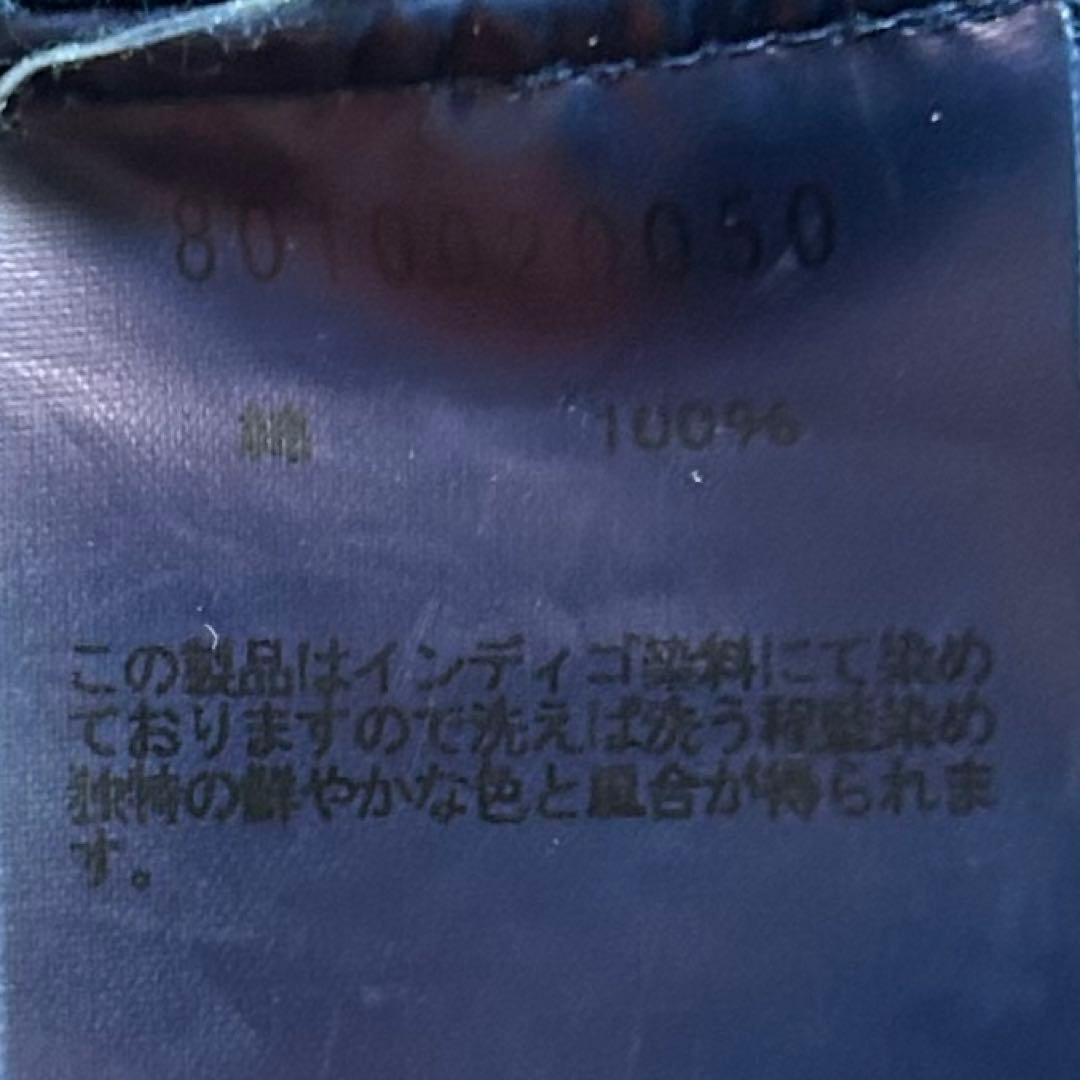 8010020050
綿 100%
この製品はインディゴ染料にて染め
ておりますので洗えば洗う程藍染め
独特の鮮やかな色と風合が得られま
す。